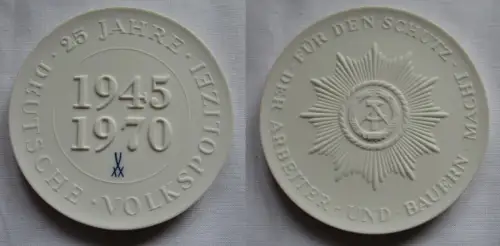 25 JAHRE · DEUTSCHE · VOLKSPOLIZEI ·
1945
1970
FÜR DEN SCHUTZ · DER ARBEITER - UND - BAUERN MACHT